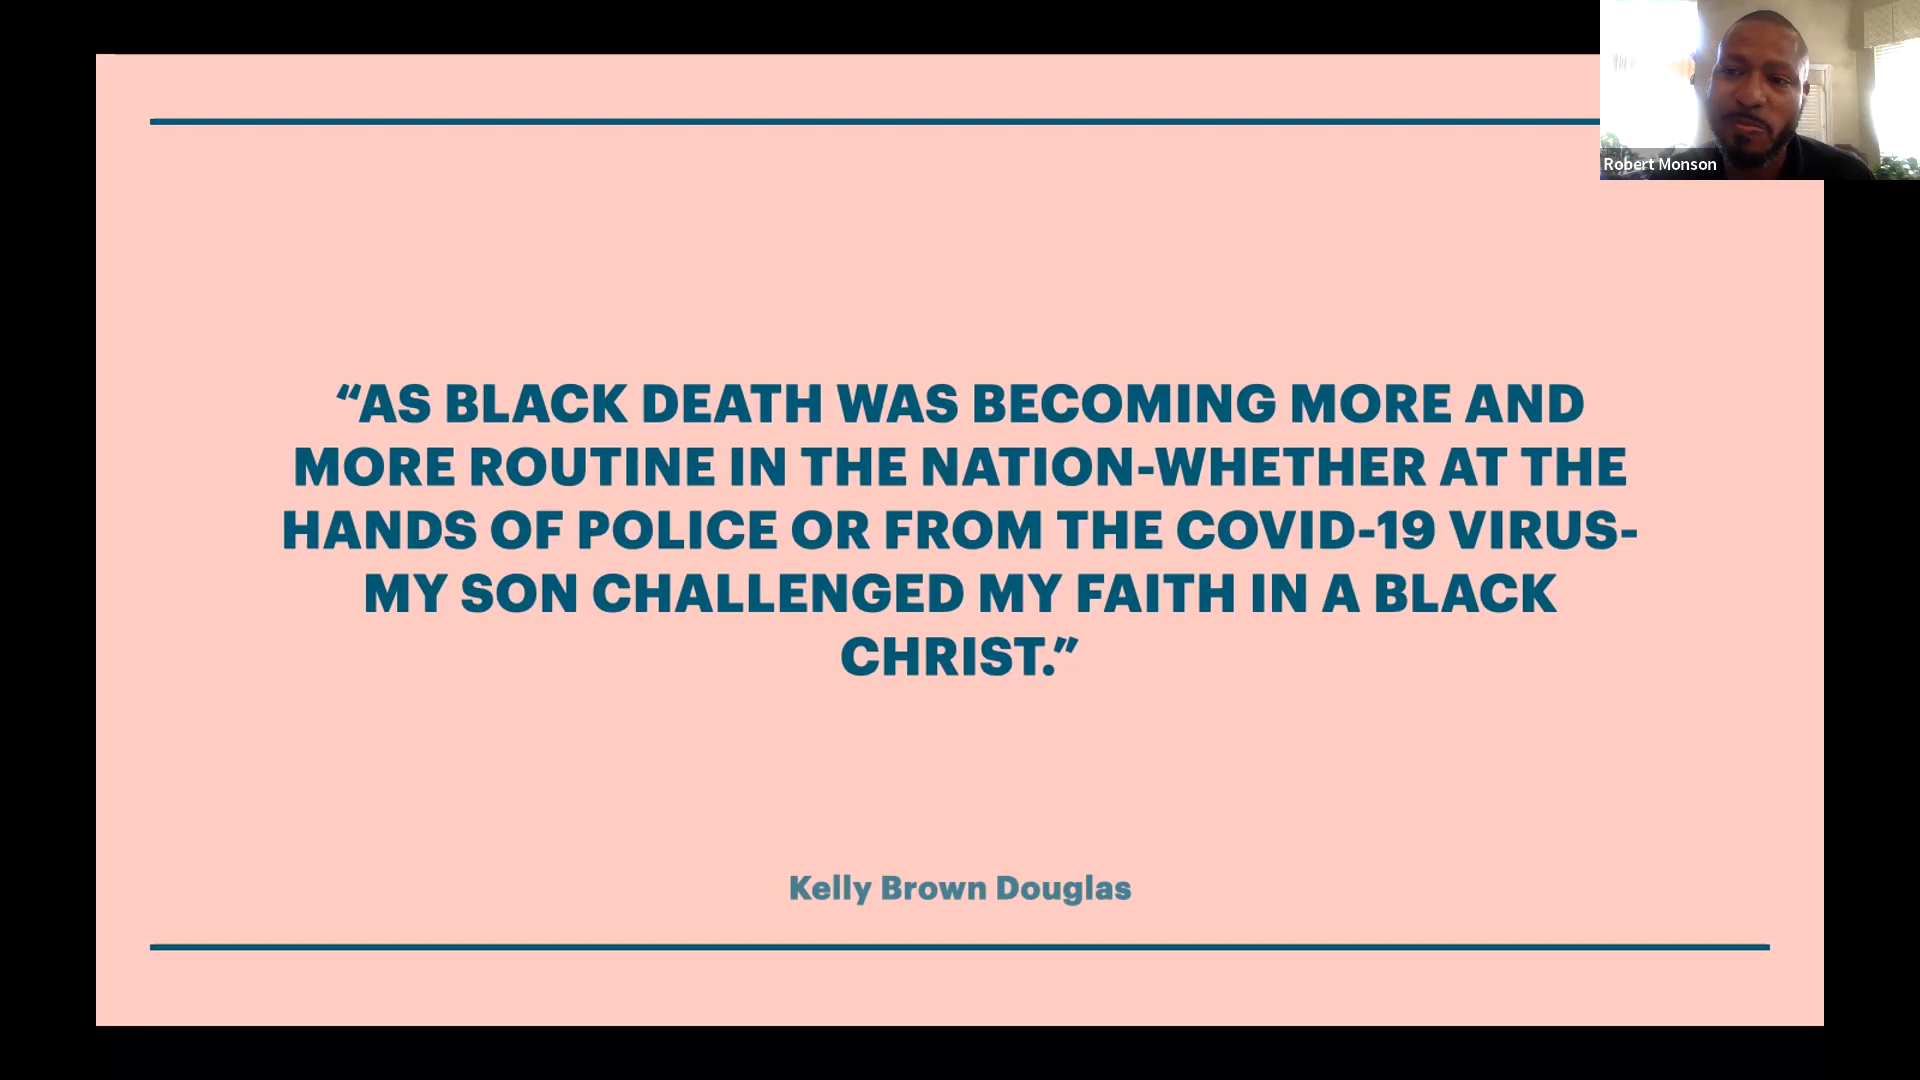 Robert Monson
“AS BLACK DEATH WAS BECOMING MORE AND
MORE ROUTINE IN THE NATION-WHETHER AT THE
HANDS OF POLICE OR FROM THE COVID-19 VIRUS-
MY SON CHALLENGED MY FAITH IN A BLACK
CHRIST.”
Kelly Brown Douglas